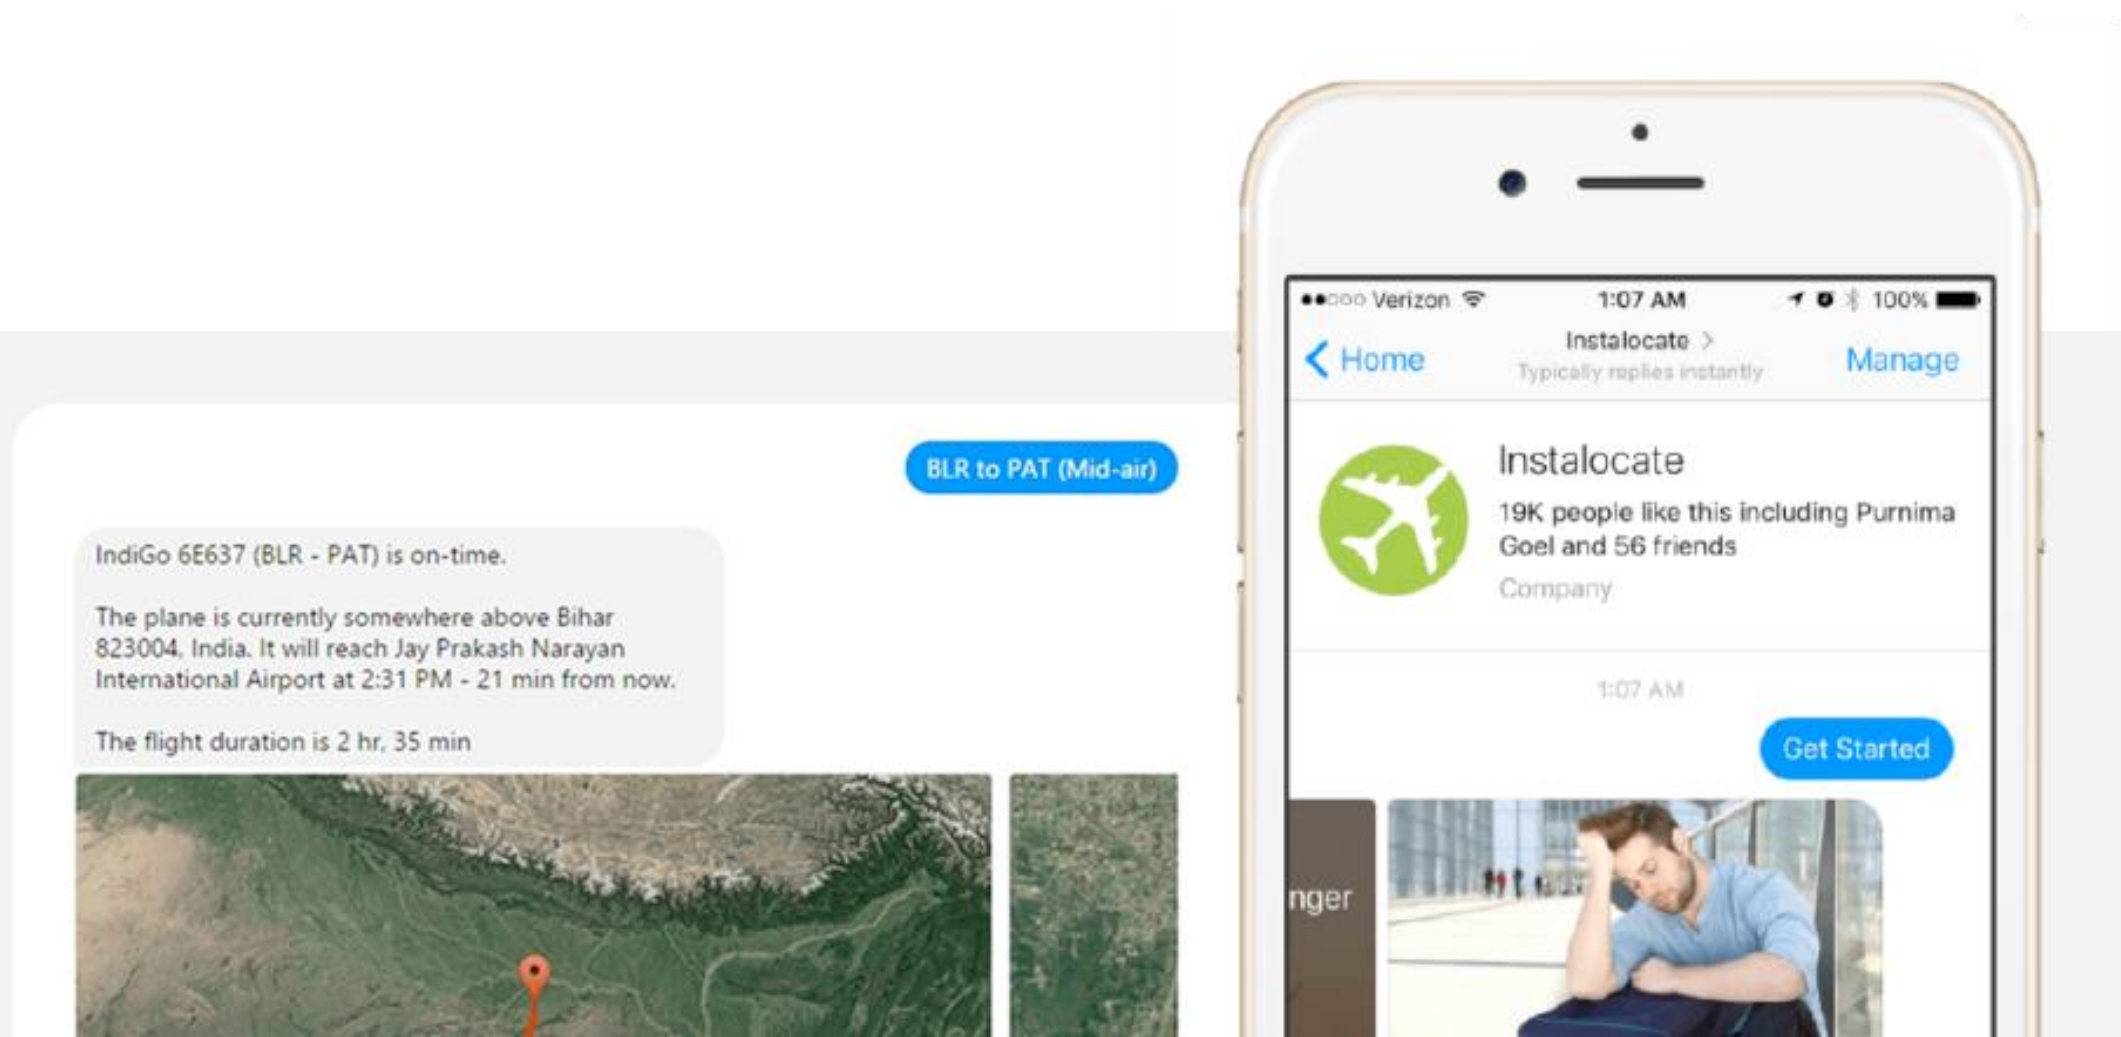 BLR to PAT (Mid-air)
IndiGo 6E637 (BLR - PAT) is on-time.
The plane is currently somewhere above Bihar
823004, India. It will reach Jay Prakash Narayan
International Airport at 2:31 PM - 21 min from now.
The flight duration is 2 hr, 35 min
Verizon 1:07 AM 100%
Home Instalocate > Manage
Typically replies instantly
Instalocate
19K people like this including Purnima
Goel and 56 friends
Company
1:07 AM
Get Started
nger